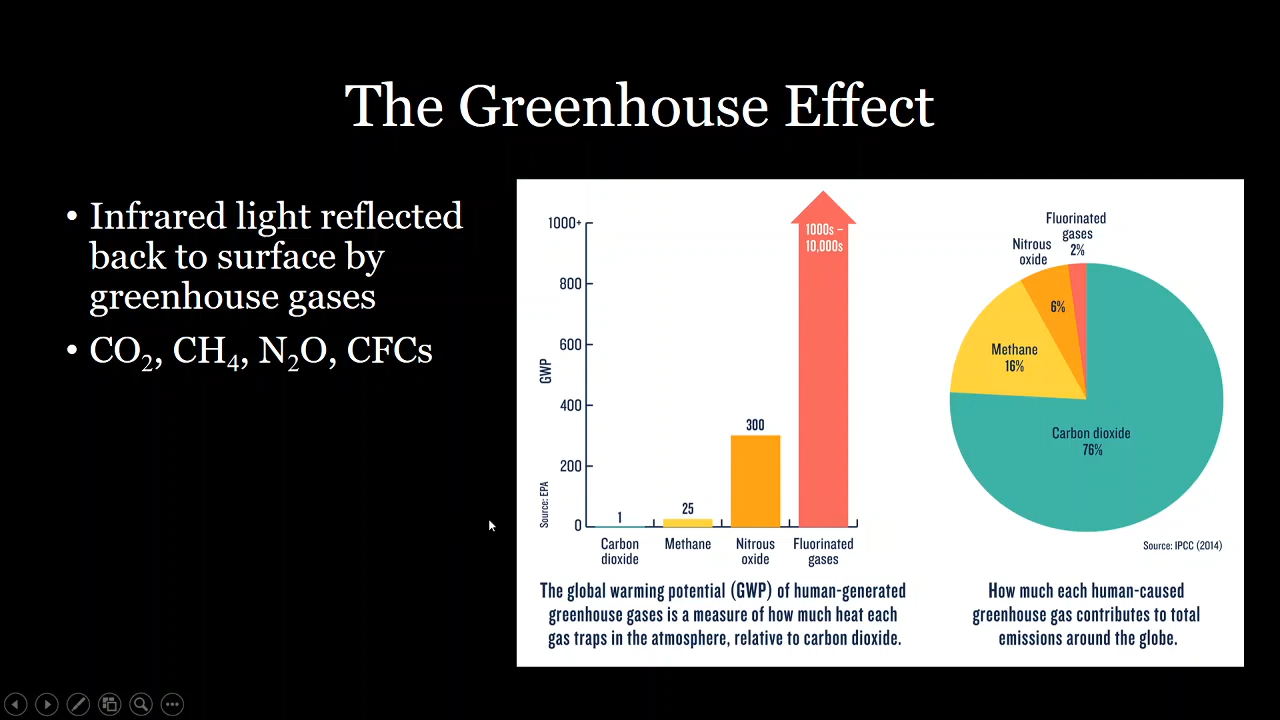 The Greenhouse Effect
• Infrared light reflected
back to surface by
greenhouse gases
• CO₂, CH₄, N₂O, CFCs
1000+
800
600
400
200
0
GWP
Source: EPA
1
25
300
1000s –
10,000s
Carbon
dioxide
Methane
Nitrous
oxide
Fluorinated
gases
The global warming potential (GWP) of human-generated
greenhouse gases is a measure of how much heat each
gas traps in the atmosphere, relative to carbon dioxide.
Fluorinated
gases
2%
Nitrous
oxide
6%
Methane
16%
Carbon dioxide
76%
Source: IPCC (2014)
How much each human-caused
greenhouse gas contributes to total
emissions around the globe.